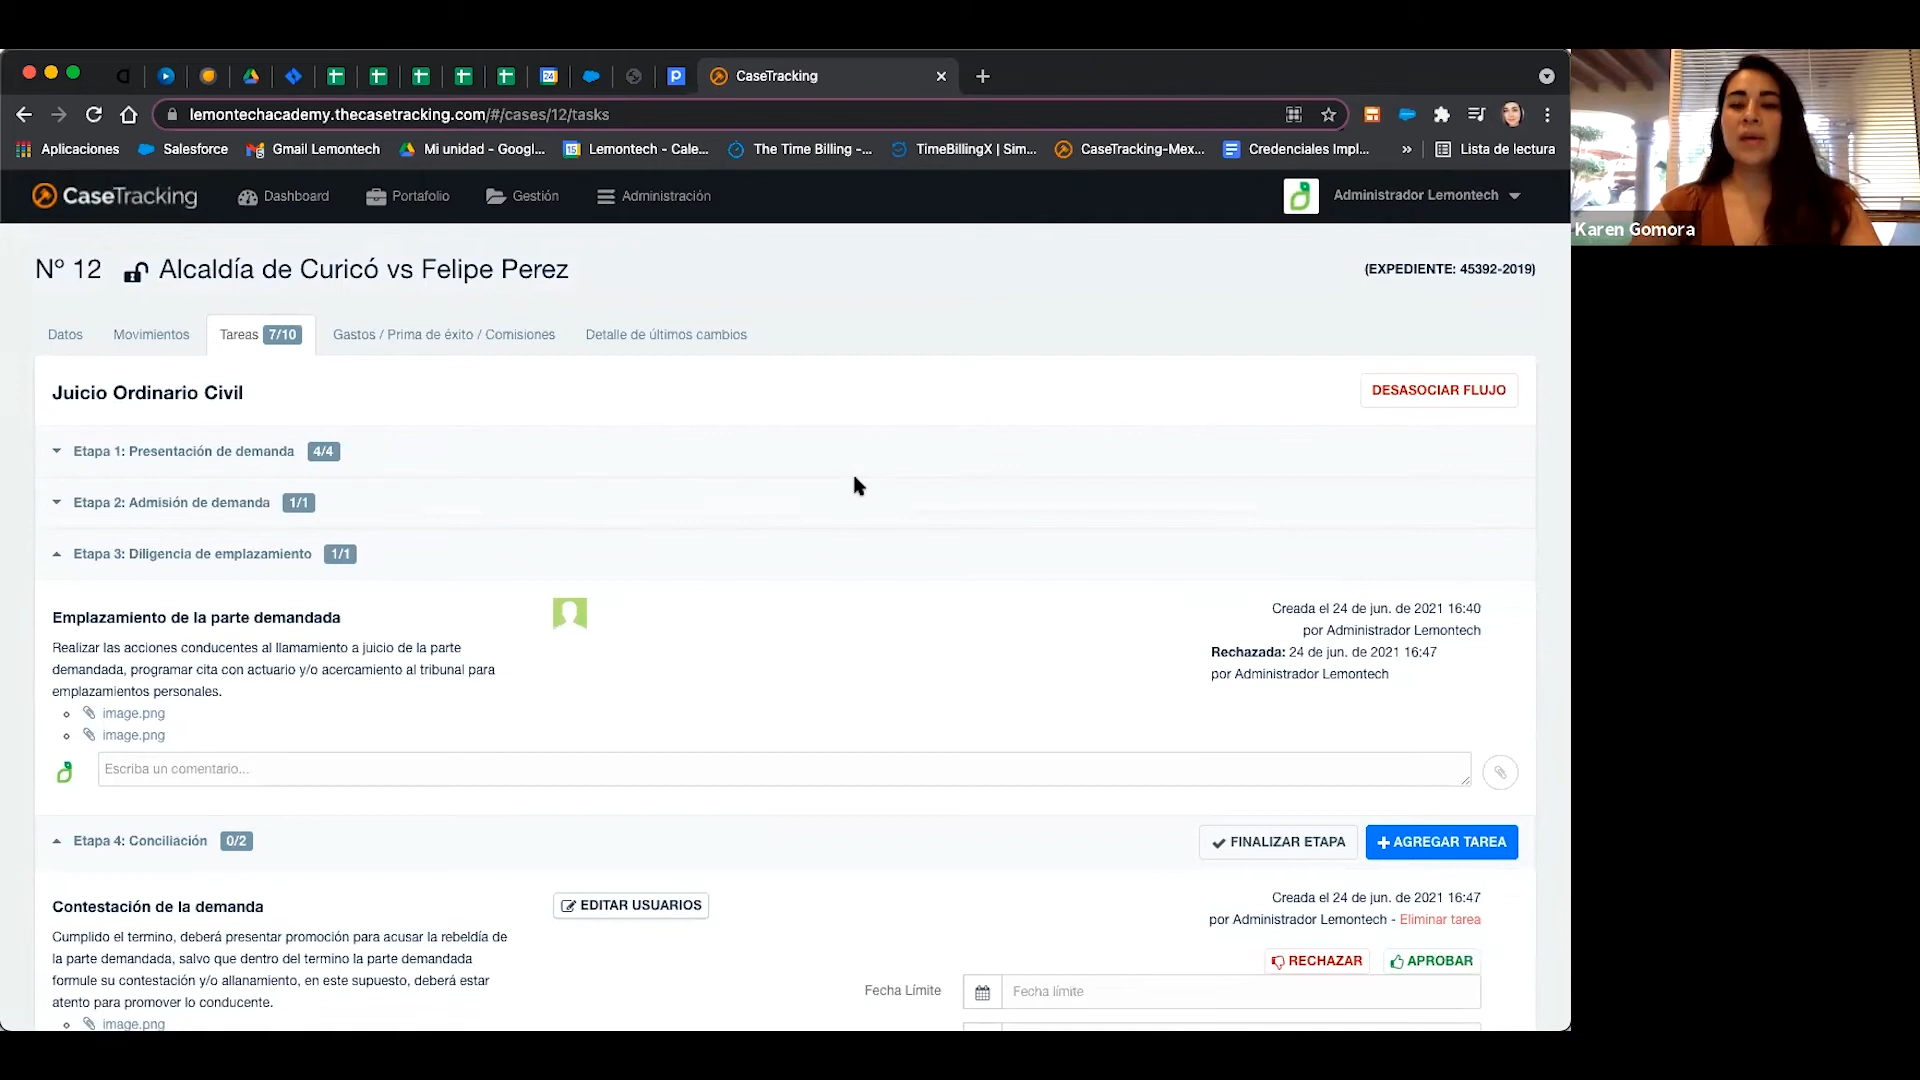 CaseTracking
lemontechacademy.thecasetracking.com/#/cases/12/tasks
Aplicaciones
Salesforce
Gmail Lemontech
Mi unidad - Googl...
Lemontech - Cale...
The Time Billing -...
TimeBillingX | Sim...
CaseTracking-Mex...
Credenciales Impl...
»
Lista de lectura
CaseTracking
Dashboard
Portafolio
Gestión
Administración
Administrador Lemontech
Karen Gomora
Nº 12 Alcaldía de Curicó vs Felipe Perez
(EXPEDIENTE: 45392-2019)
Datos
Movimientos
Tareas 7/10
Gastos / Prima de éxito / Comisiones
Detalle de últimos cambios
Juicio Ordinario Civil
DESASOCIAR FLUJO
Etapa 1: Presentación de demanda 4/4
Etapa 2: Admisión de demanda 1/1
Etapa 3: Diligencia de emplazamiento 1/1
Emplazamiento de la parte demandada
Realizar las acciones conducentes al llamamiento a juicio de la parte
demandada, programar cita con actuario y/o acercamiento al tribunal para
emplazamientos personales.
image.png
image.png
Creada el 24 de jun. de 2021 16:40
por Administrador Lemontech
Rechazada: 24 de jun. de 2021 16:47
por Administrador Lemontech
Escriba un comentario...
Etapa 4: Conciliación 0/2
FINALIZAR ETAPA
AGREGAR TAREA
Contestación de la demanda
EDITAR USUARIOS
Cumplido el termino, deberá presentar promoción para acusar la rebeldía de
la parte demandada, salvo que dentro del termino la parte demandada
formule su contestación y/o allanamiento, en este supuesto, deberá estar
atento para promover lo conducente.
image.png
Creada el 24 de jun. de 2021 16:47
por Administrador Lemontech - Eliminar tarea
RECHAZAR
APROBAR
Fecha Límite
Fecha límite